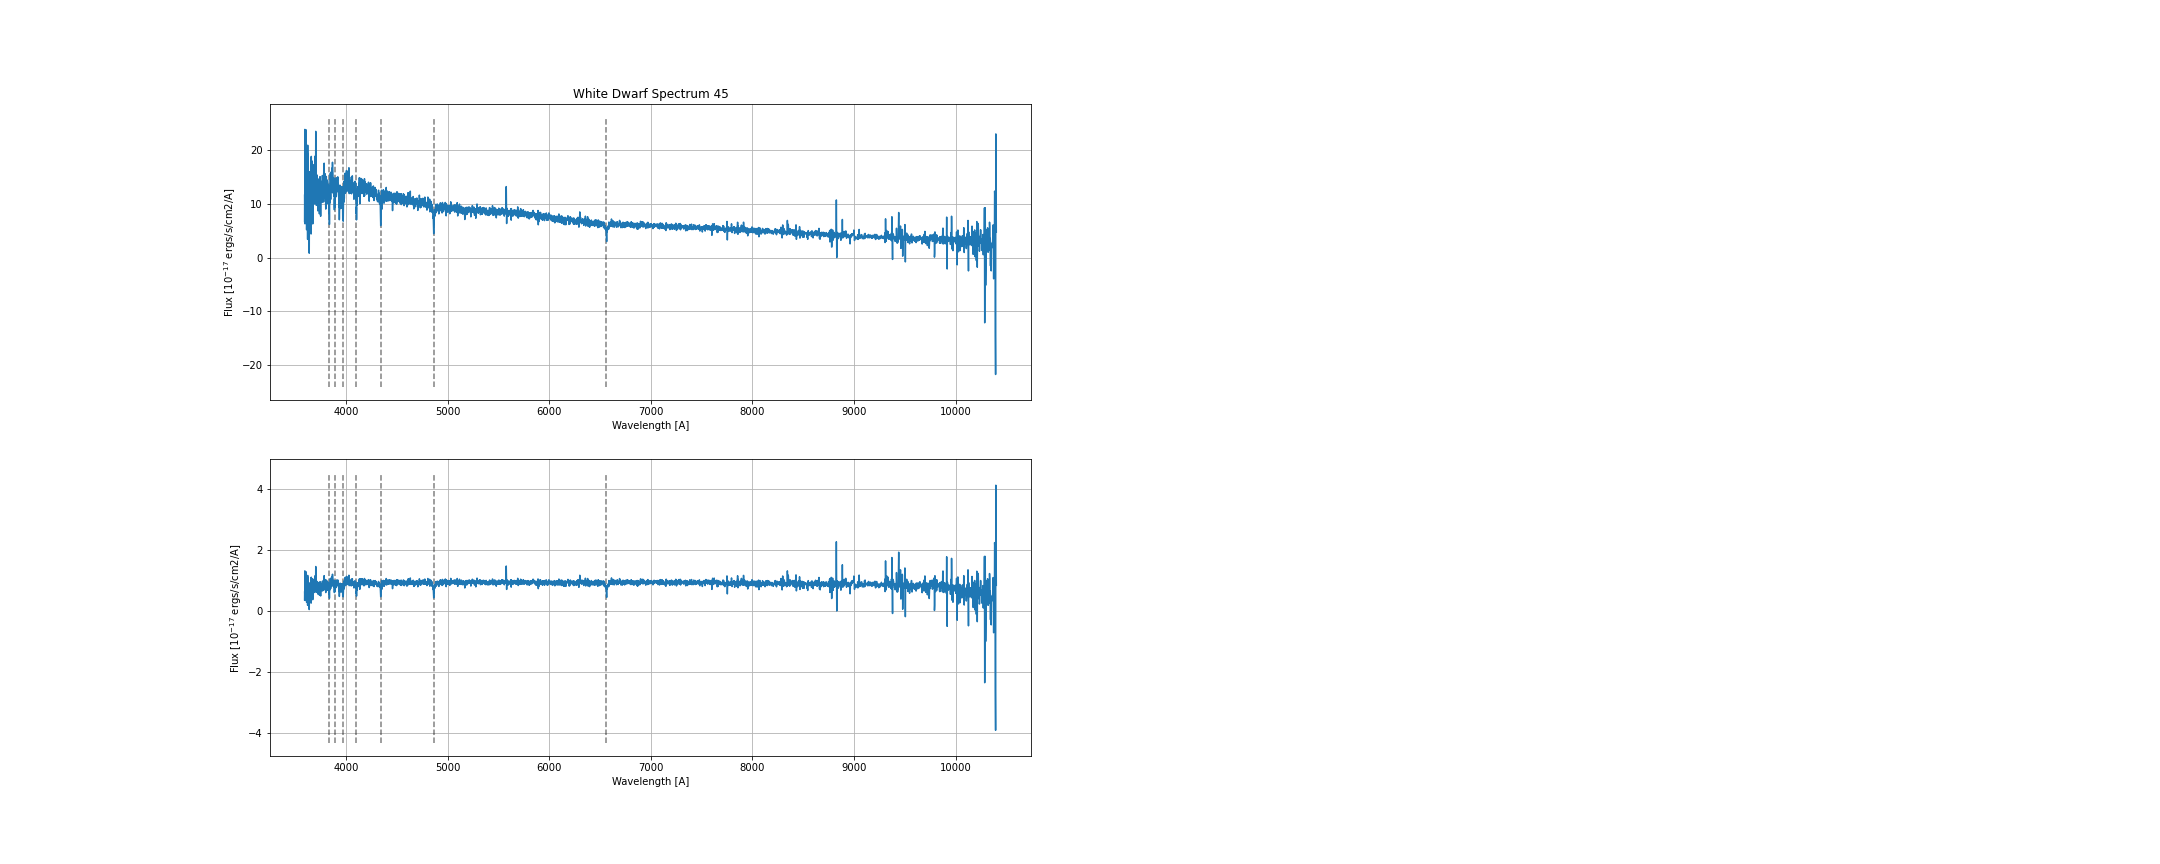 White Dwarf Spectrum 45
20
10
0
−10
−20
Flux [10⁻¹⁷ ergs/s/cm2/A]
4000 5000 6000 7000 8000 9000 10000
Wavelength [A]
4
2
0
−2
−4
Flux [10⁻¹⁷ ergs/s/cm2/A]
4000 5000 6000 7000 8000 9000 10000
Wavelength [A]